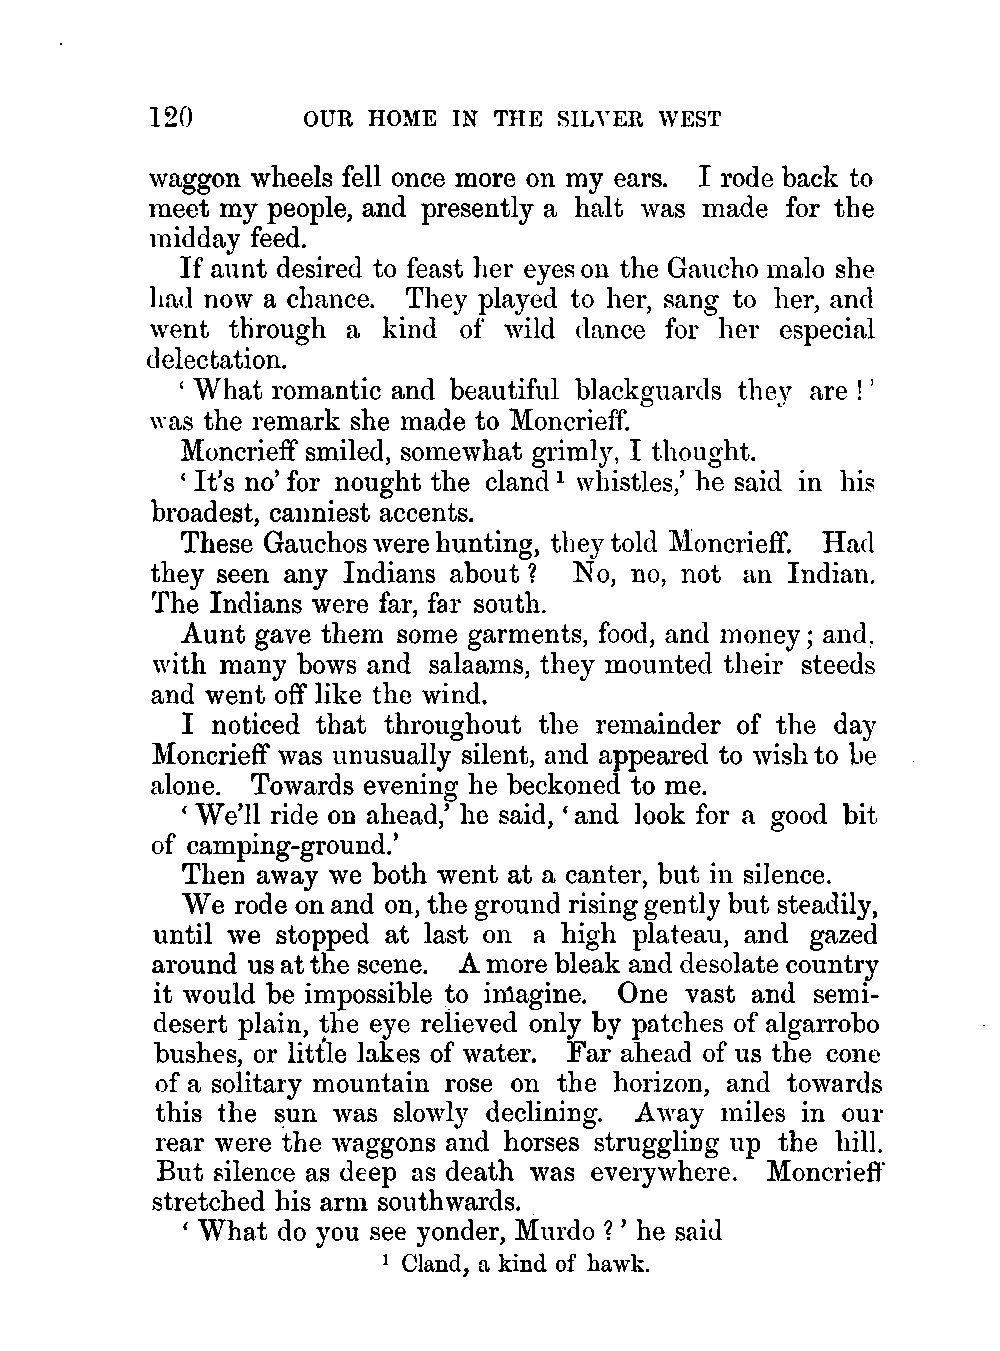 120 OUR HOME IN THE SILVER WEST
waggon wheels fell once more on my ears. I rode back to
meet my people, and presently a halt was made for the
midday feed.
If aunt desired to feast her eyes on the Gaucho malo she
had now a chance. They played to her, sang to her, and
went through a kind of wild dance for her especial
delectation.
‘ What romantic and beautiful blackguards they are ! ’
was the remark she made to Moncrieff.
Moncrieff smiled, somewhat grimly, I thought.
‘ It's no' for nought the cland ¹ whistles,’ he said in his
broadest, canniest accents.
These Gauchos were hunting, they told Moncrieff. Had
they seen any Indians about ? No, no, not an Indian.
The Indians were far, far south.
Aunt gave them some garments, food, and money ; and,
with many bows and salaams, they mounted their steeds
and went off like the wind.
I noticed that throughout the remainder of the day
Moncrieff was unusually silent, and appeared to wish to be
alone. Towards evening he beckoned to me.
‘ We'll ride on ahead,’ he said, ‘ and look for a good bit
of camping-ground.’
Then away we both went at a canter, but in silence.
We rode on and on, the ground rising gently but steadily,
until we stopped at last on a high plateau, and gazed
around us at the scene. A more bleak and desolate country
it would be impossible to imagine. One vast and semi-
desert plain, the eye relieved only by patches of algarrobo
bushes, or little lakes of water. Far ahead of us the cone
of a solitary mountain rose on the horizon, and towards
this the sun was slowly declining. Away miles in our
rear were the waggons and horses struggling up the hill.
But silence as deep as death was everywhere. Moncrieff
stretched his arm southwards.
‘ What do you see yonder, Murdo ? ’ he said
¹ Cland, a kind of hawk.